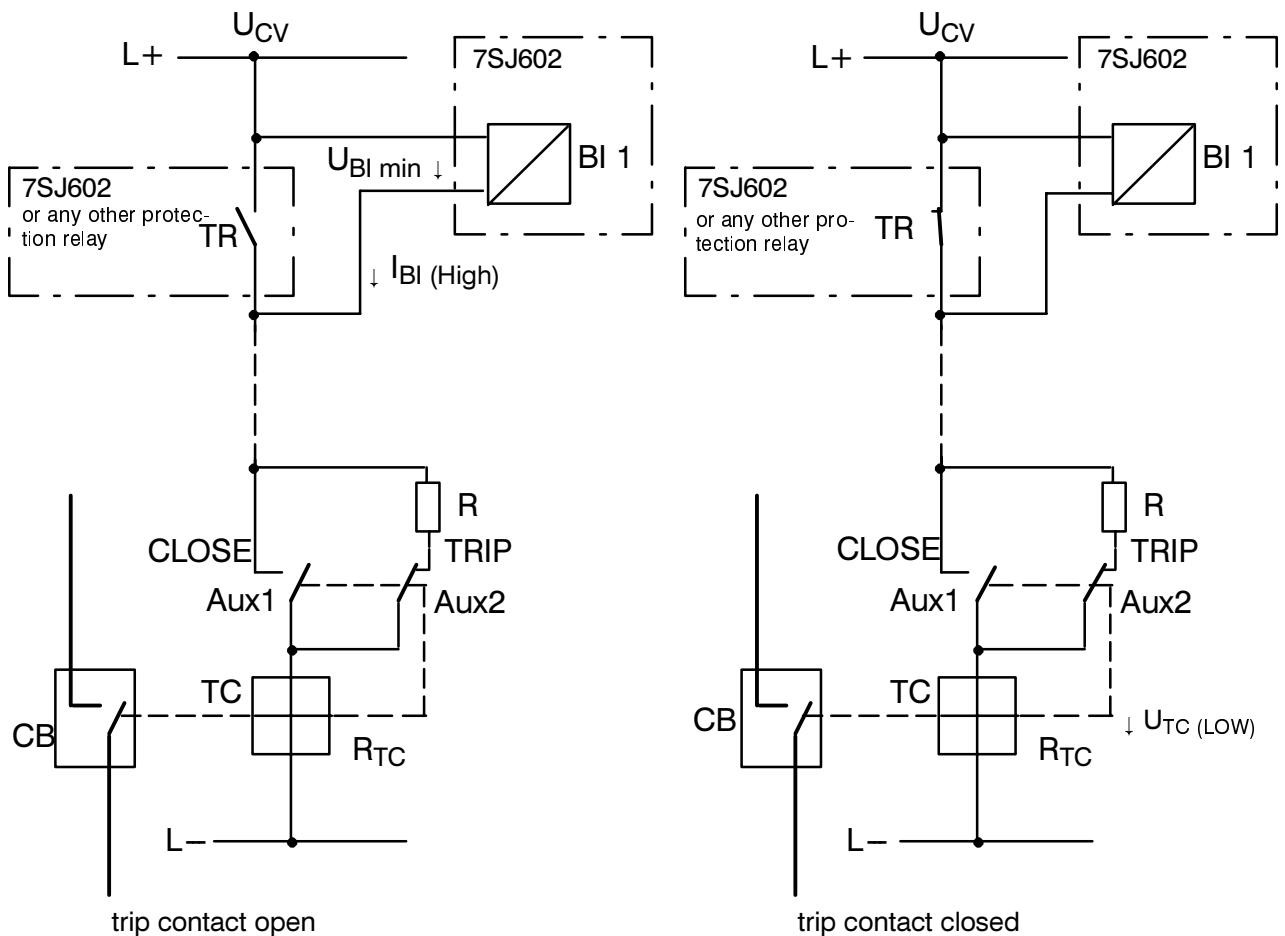 U_CV
L+
7SJ602
BI 1
U_BI min ↓
7SJ602
or any other protec-
tion relay
TR
↓ I_BI (High)
R
CLOSE
TRIP
Aux1
Aux2
TC
CB
R_TC
L−
trip contact open
U_CV
L+
7SJ602
BI 1
7SJ602
or any other pro-
tection relay
TR
R
CLOSE
TRIP
Aux1
Aux2
TC
CB
↓ U_TC (LOW)
R_TC
L−
trip contact closed